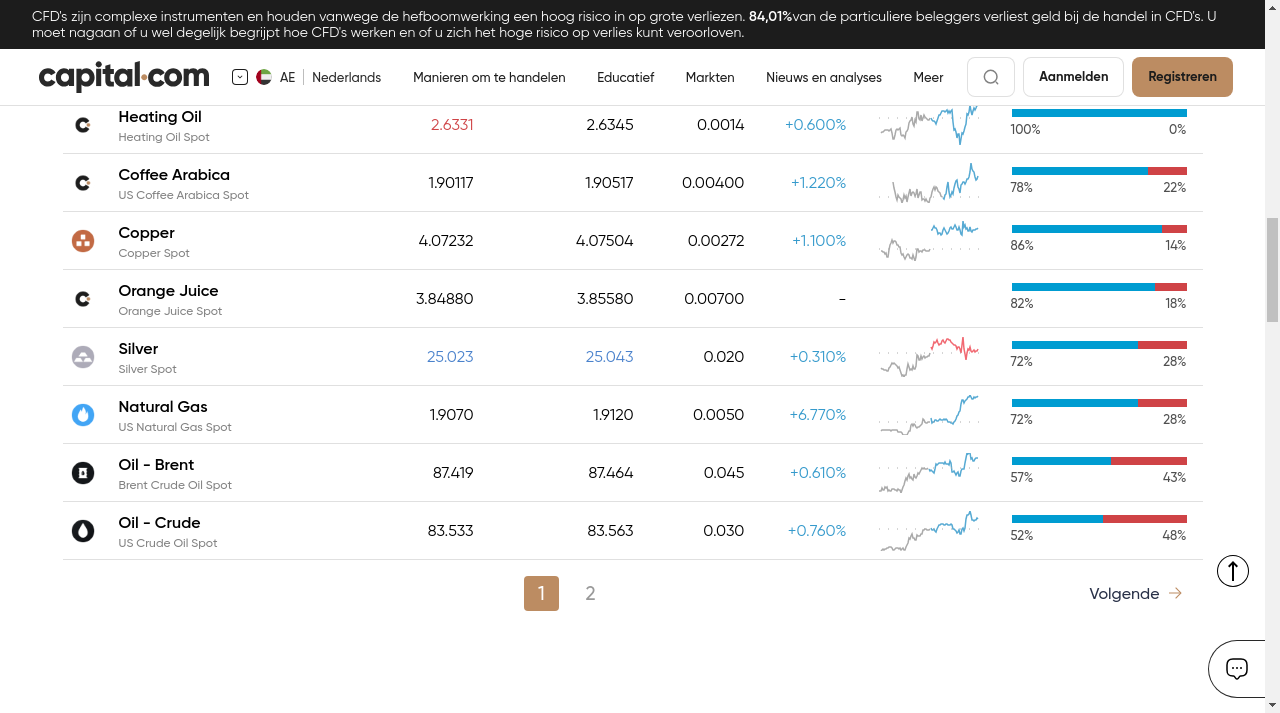 CFD's zijn complexe instrumenten en houden vanwege de hefboomwerking een hoog risico in op grote verliezen. 84,01%van de particuliere beleggers verliest geld bij de handel in CFD's. U
moet nagaan of u wel degelijk begrijpt hoe CFD's werken en of u zich het hoge risico op verlies kunt veroorloven.
capital.com AE Nederlands Manieren om te handelen Educatief Markten Nieuws en analyses Meer Aanmelden Registreren
Heating Oil 2.6331 2.6345 0.0014 +0.600%
Heating Oil Spot 100% 0%
Coffee Arabica 1.90117 1.90517 0.00400 +1.220%
US Coffee Arabica Spot 78% 22%
Copper 4.07232 4.07504 0.00272 +1.100%
Copper Spot 86% 14%
Orange Juice 3.84880 3.85580 0.00700 -
Orange Juice Spot 82% 18%
Silver 25.023 25.043 0.020 +0.310%
Silver Spot 72% 28%
Natural Gas 1.9070 1.9120 0.0050 +6.770%
US Natural Gas Spot 72% 28%
Oil - Brent 87.419 87.464 0.045 +0.610%
Brent Crude Oil Spot 57% 43%
Oil - Crude 83.533 83.563 0.030 +0.760%
US Crude Oil Spot 52% 48%
1 2 Volgende